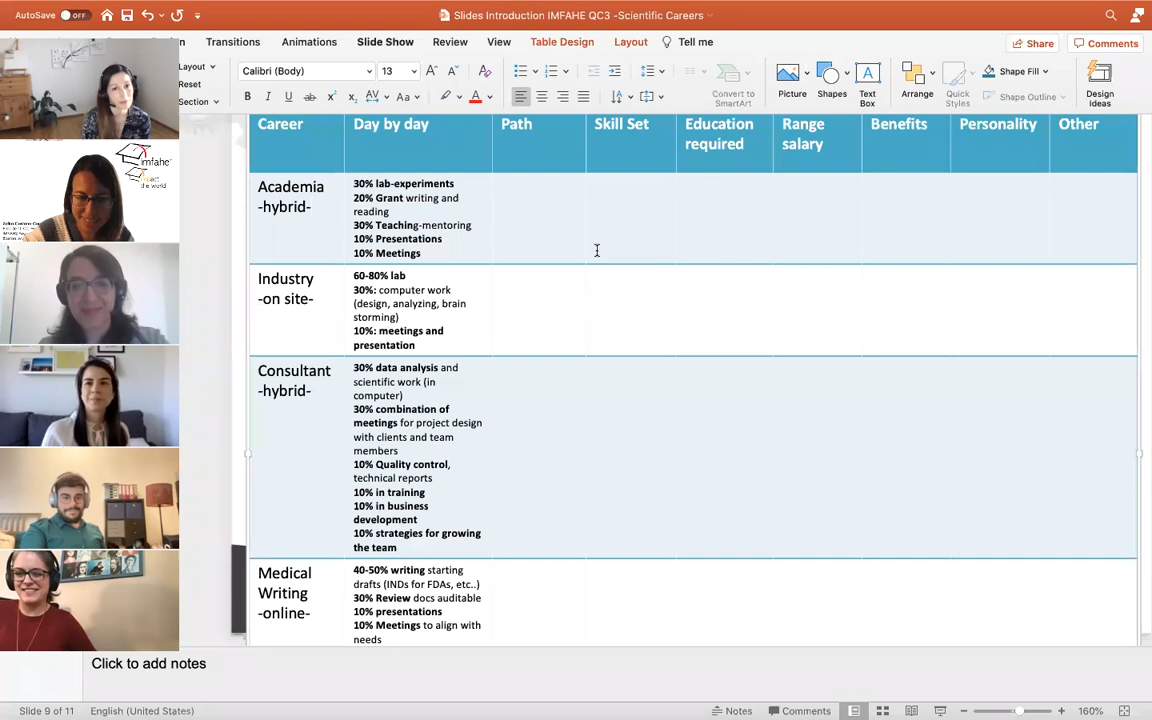 AutoSave OFF
Slides Introduction IMFAHE QC3 -Scientific Careers
Transitions Animations Slide Show Review View Table Design Layout Tell me
Share Comments
Layout
Reset
Section
Calibri (Body) 13
Convert to
SmartArt
Picture
Shapes
Text
Box
Arrange
Quick
Styles
Shape Fill
Shape Outline
Design
Ideas
imfahe
the world
Career Day by day Path Skill Set Education
required Range
salary Benefits Personality Other
Academia
-hybrid-
30% lab-experiments
20% Grant writing and
reading
30% Teaching-mentoring
10% Presentations
10% Meetings
Industry
-on site-
60-80% lab
30%: computer work
(design, analyzing, brain
storming)
10%: meetings and
presentation
Consultant
-hybrid-
30% data analysis and
scientific work (in
computer)
30% combination of
meetings for project design
with clients and team
members
10% Quality control,
technical reports
10% in training
10% in business
development
10% strategies for growing
the team
Medical
Writing
-online-
40-50% writing starting
drafts (INDs for FDAs, etc..)
30% Review docs auditable
10% presentations
10% Meetings to align with
needs
Click to add notes
Slide 9 of 11 English (United States) Notes Comments 160%